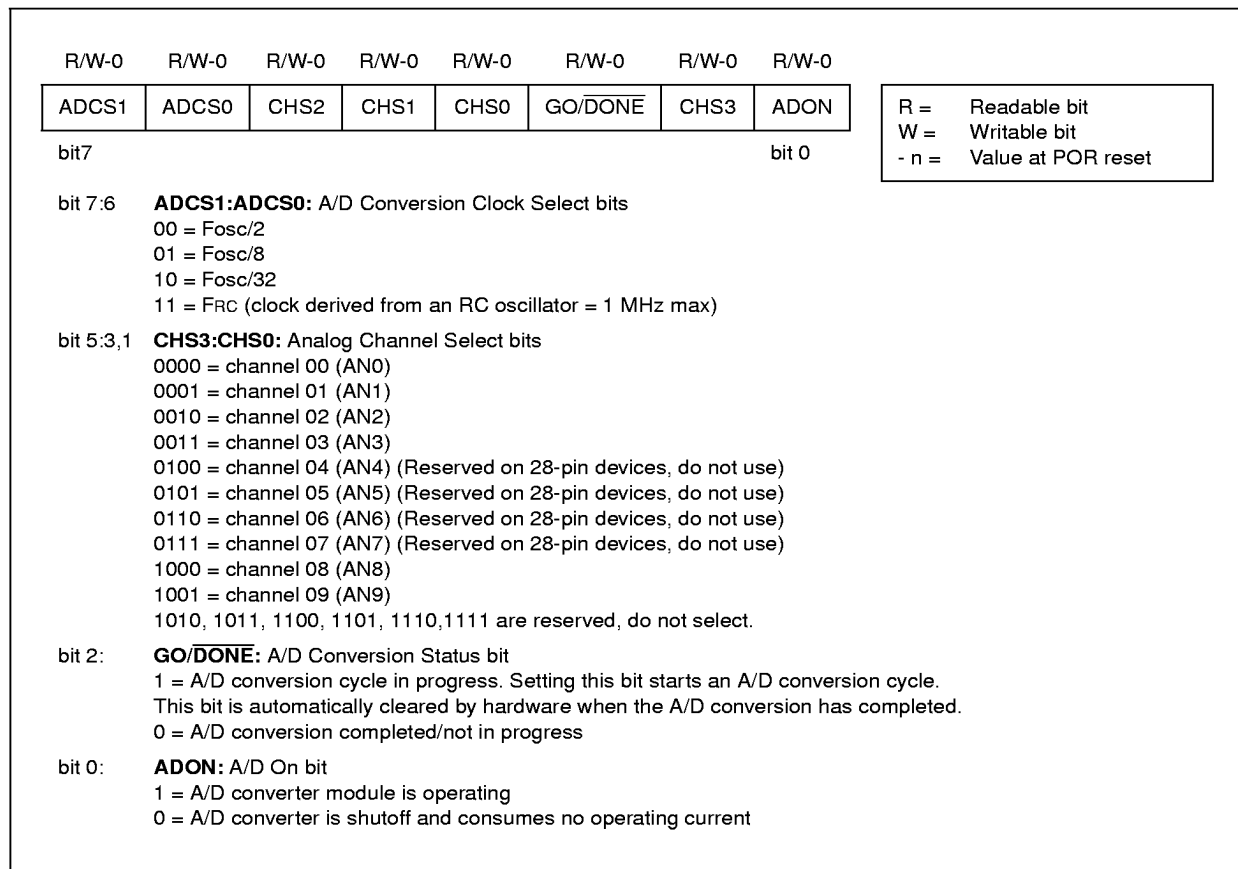 R/W-0 R/W-0 R/W-0 R/W-0 R/W-0 R/W-0 R/W-0 R/W-0
ADCS1 ADCS0 CHS2 CHS1 CHS0 GO/DONE CHS3 ADON
bit7 bit 0
R = Readable bit
W = Writable bit
- n = Value at POR reset
bit 7:6 ADCS1:ADCS0: A/D Conversion Clock Select bits
00 = Fosc/2
01 = Fosc/8
10 = Fosc/32
11 = FRC (clock derived from an RC oscillator = 1 MHz max)
bit 5:3,1 CHS3:CHS0: Analog Channel Select bits
0000 = channel 00 (AN0)
0001 = channel 01 (AN1)
0010 = channel 02 (AN2)
0011 = channel 03 (AN3)
0100 = channel 04 (AN4) (Reserved on 28-pin devices, do not use)
0101 = channel 05 (AN5) (Reserved on 28-pin devices, do not use)
0110 = channel 06 (AN6) (Reserved on 28-pin devices, do not use)
0111 = channel 07 (AN7) (Reserved on 28-pin devices, do not use)
1000 = channel 08 (AN8)
1001 = channel 09 (AN9)
1010, 1011, 1100, 1101, 1110,1111 are reserved, do not select.
bit 2: GO/DONE: A/D Conversion Status bit
1 = A/D conversion cycle in progress. Setting this bit starts an A/D conversion cycle.
This bit is automatically cleared by hardware when the A/D conversion has completed.
0 = A/D conversion completed/not in progress
bit 0: ADON: A/D On bit
1 = A/D converter module is operating
0 = A/D converter is shutoff and consumes no operating current